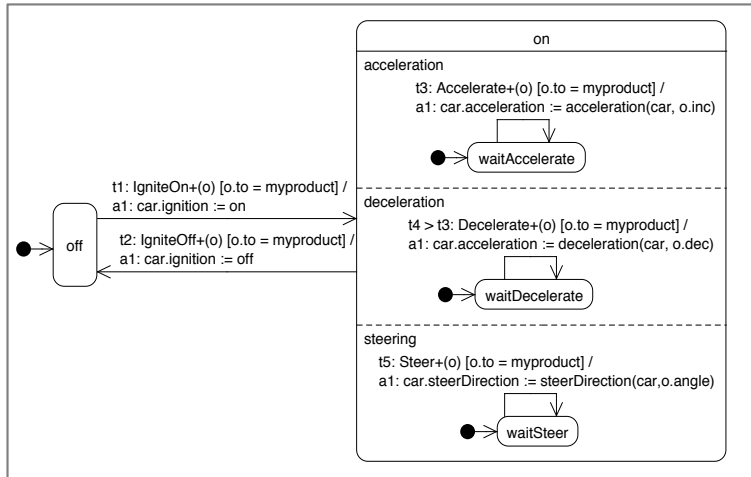 on
acceleration
t3: Accelerate+(o) [o.to = myproduct] /
a1: car.acceleration := acceleration(car, o.inc)
waitAccelerate
t1: IgniteOn+(o) [o.to = myproduct] /
a1: car.ignition := on
off
t2: IgniteOff+(o) [o.to = myproduct] /
a1: car.ignition := off
deceleration
t4 > t3: Decelerate+(o) [o.to = myproduct] /
a1: car.acceleration := deceleration(car, o.dec)
waitDecelerate
steering
t5: Steer+(o) [o.to = myproduct] /
a1: car.steerDirection := steerDirection(car,o.angle)
waitSteer